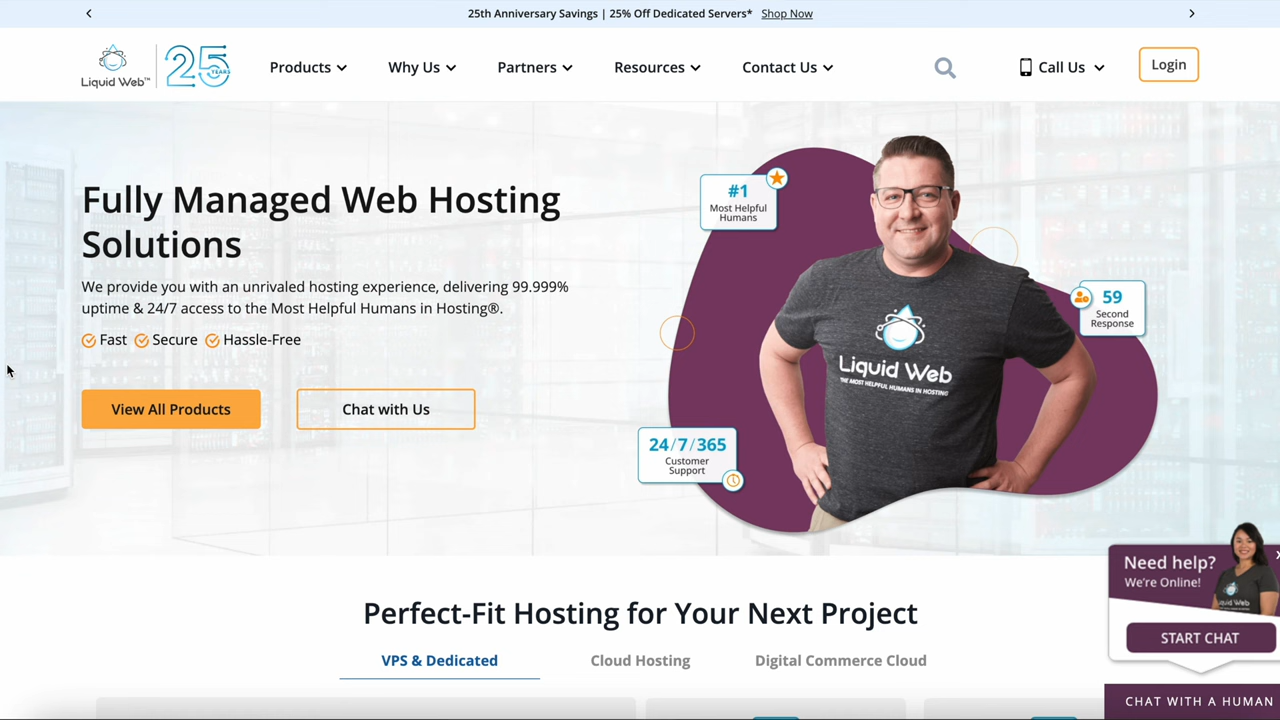 25th Anniversary Savings | 25% Off Dedicated Servers* Shop Now
Liquid Web™
25
YEARS
Products
Why Us
Partners
Resources
Contact Us
Call Us
Login
Fully Managed Web Hosting
Solutions
We provide you with an unrivaled hosting experience, delivering 99.999%
uptime & 24/7 access to the Most Helpful Humans in Hosting®.
Fast
Secure
Hassle-Free
View All Products
Chat with Us
#1
Most Helpful
Humans
59
Second
Response
Liquid Web
THE MOST HELPFUL HUMANS IN HOSTING
24/7/365
Customer
Support
Need help?
We're Online!
Liquid Web
START CHAT
CHAT WITH A HUMAN
Perfect-Fit Hosting for Your Next Project
VPS & Dedicated
Cloud Hosting
Digital Commerce Cloud